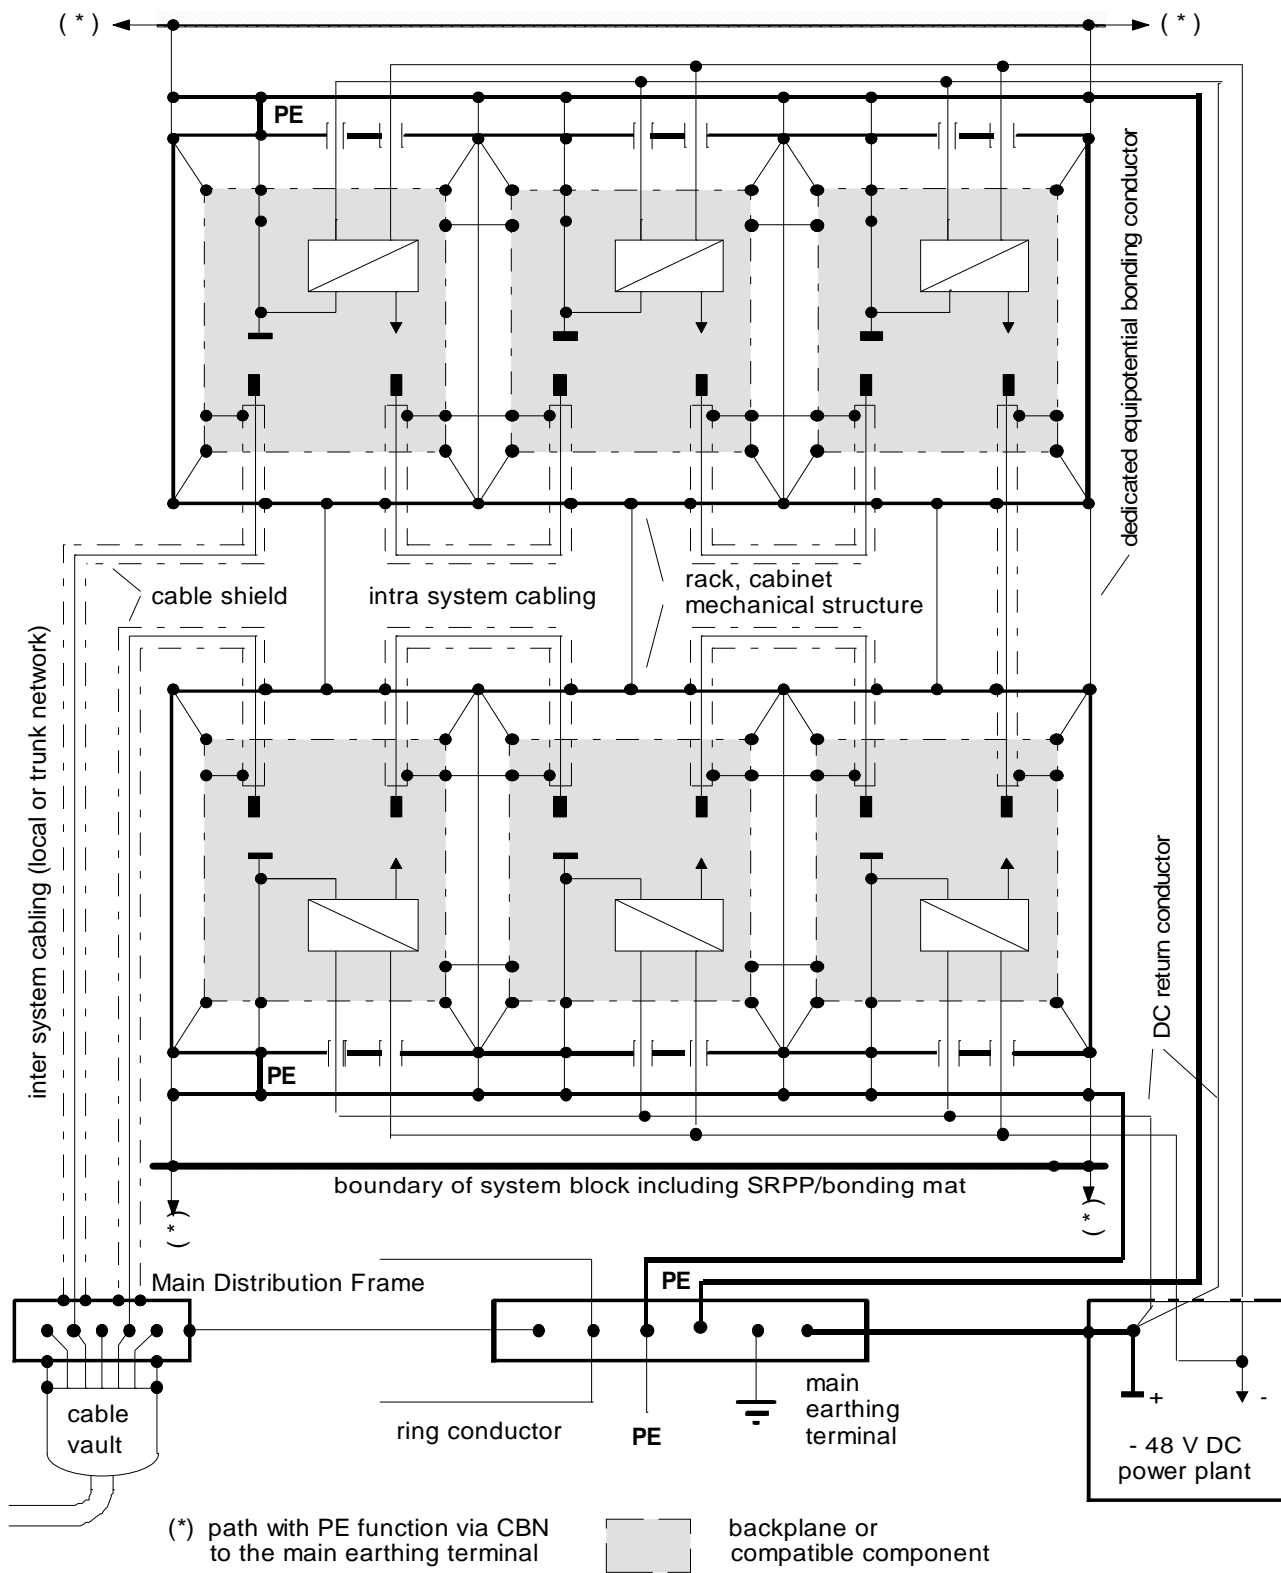 ( * )
( * )
PE
dedicated equipotential bonding conductor
cable shield
intra system cabling
rack, cabinet
mechanical structure
inter system cabling (local or trunk network)
DC return conductor
PE
boundary of system block including SRPP/bonding mat
( * )
( * )
Main Distribution Frame
PE
cable
vault
ring conductor
PE
main
earthing
terminal
+
-
- 48 V DC
power plant
(*) path with PE function via CBN
to the main earthing terminal
backplane or
compatible component